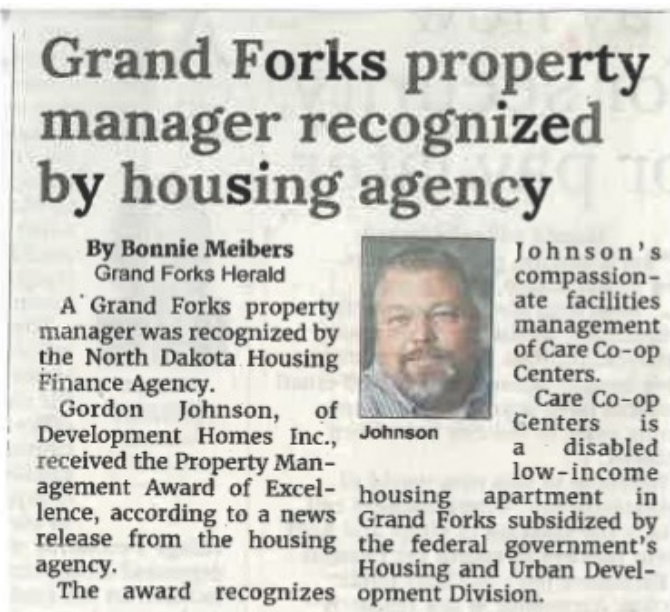 Grand Forks property
manager recognized
by housing agency
By Bonnie Meibers
Grand Forks Herald
A Grand Forks property
manager was recognized by
the North Dakota Housing
Finance Agency.
Gordon Johnson, of
Development Homes Inc.,
received the Property Man-
agement Award of Excel-
lence, according to a news
release from the housing
agency.
The award recognizes
Johnson
Johnson's
compassion-
ate facilities
management
of Care Co-op
Centers.
Care Co-op
Centers is
a disabled
low-income
housing apartment in
Grand Forks subsidized by
the federal government's
Housing and Urban Devel-
opment Division.